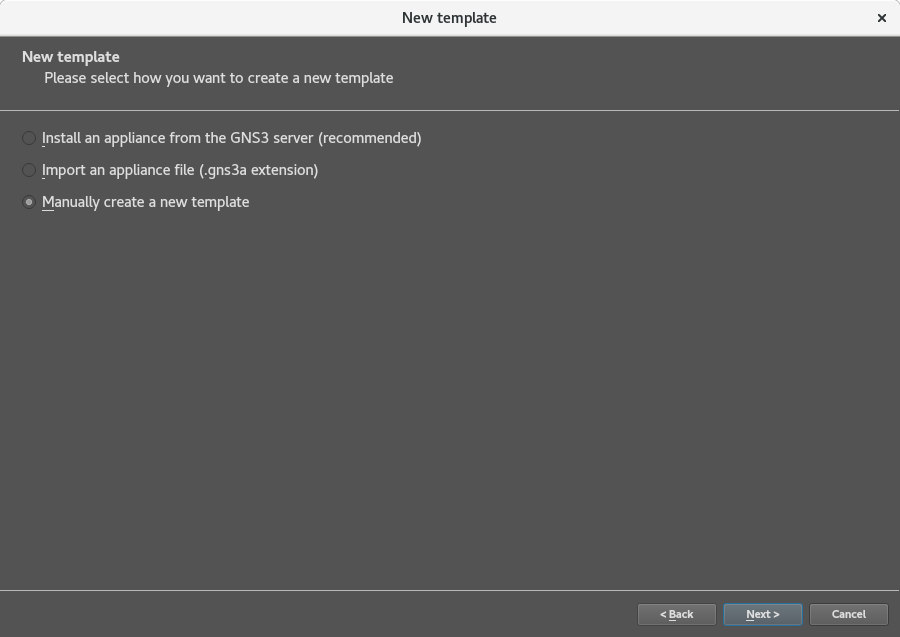 New template
New template
Please select how you want to create a new template
Install an appliance from the GNS3 server (recommended)
Import an appliance file (.gns3a extension)
Manually create a new template
< Back Next > Cancel